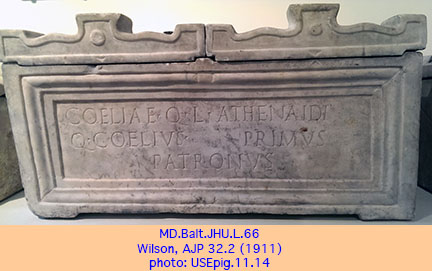 COELIAE·Q·L·ATHENAIDI
Q·COELIVS PRIMVS
PATRONVS
MD.Balt.JHU.L.66
Wilson, AJP 32.2 (1911)
photo: USEpig.11.14